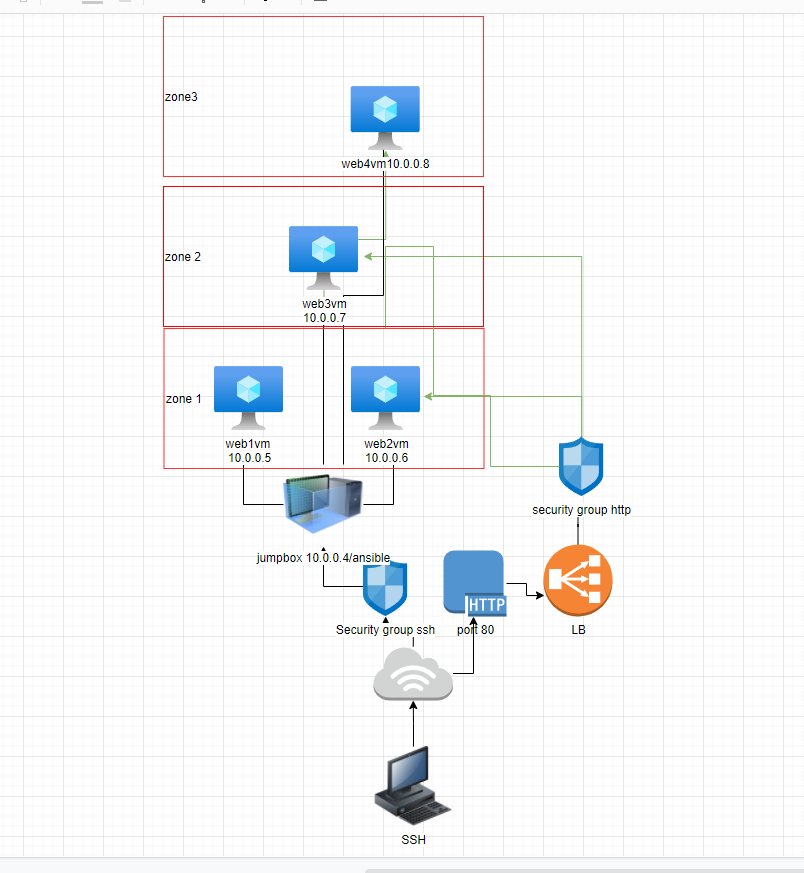 zone3
web4vm10.0.0.8
zone 2
web3vm
10.0.0.7
zone 1
web1vm
10.0.0.5
web2vm
10.0.0.6
security group http
jumpbox 10.0.0.4/ansible
HTTP
Security group ssh
port 80
LB
SSH